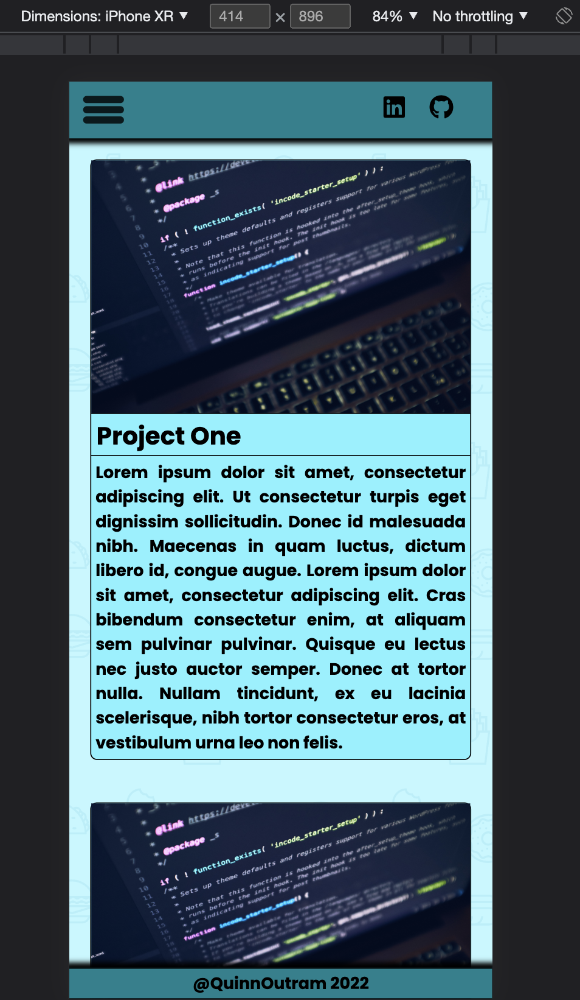 Dimensions: iPhone XR ▼ 414 × 896 84% ▼ No throttling ▼
in
https://deve
@link
* @package _s
*/
if ( ! function_exists( 'incode_starter_setup' ) ) :
/**
* Sets up theme defaults and registers support for various WordPress
*
* Note that this function is hooked into the after_setup_theme hook, which
* runs before the init hook. The init hook is too late for some features, such
* as indicating support for post thumbnails.
*/
function incode_starter_setup() {
Project One
Lorem ipsum dolor sit amet, consectetur
adipiscing elit. Ut consectetur turpis eget
dignissim sollicitudin. Donec id malesuada
nibh. Maecenas in quam luctus, dictum
libero id, congue augue. Lorem ipsum dolor
sit amet, consectetur adipiscing elit. Cras
bibendum consectetur enim, at aliquam
sem pulvinar pulvinar. Quisque eu lectus
nec justo auctor semper. Donec at tortor
nulla. Nullam tincidunt, ex eu lacinia
scelerisque, nibh tortor consectetur eros, at
vestibulum urna leo non felis.
https://deve
@link
* @package _s
*/
if ( ! function_exists( 'incode_starter_setup' ) ) :
/**
* Sets up theme defaults and registers support for various WordPress
*
* Note that this function is hooked into the after_setup_theme hook, which
* runs before the init hook. The init hook is too late for some features, such
* as indicating support for post thumbnails.
*/
function incode_starter_setup() {
@QuinnOutram 2022